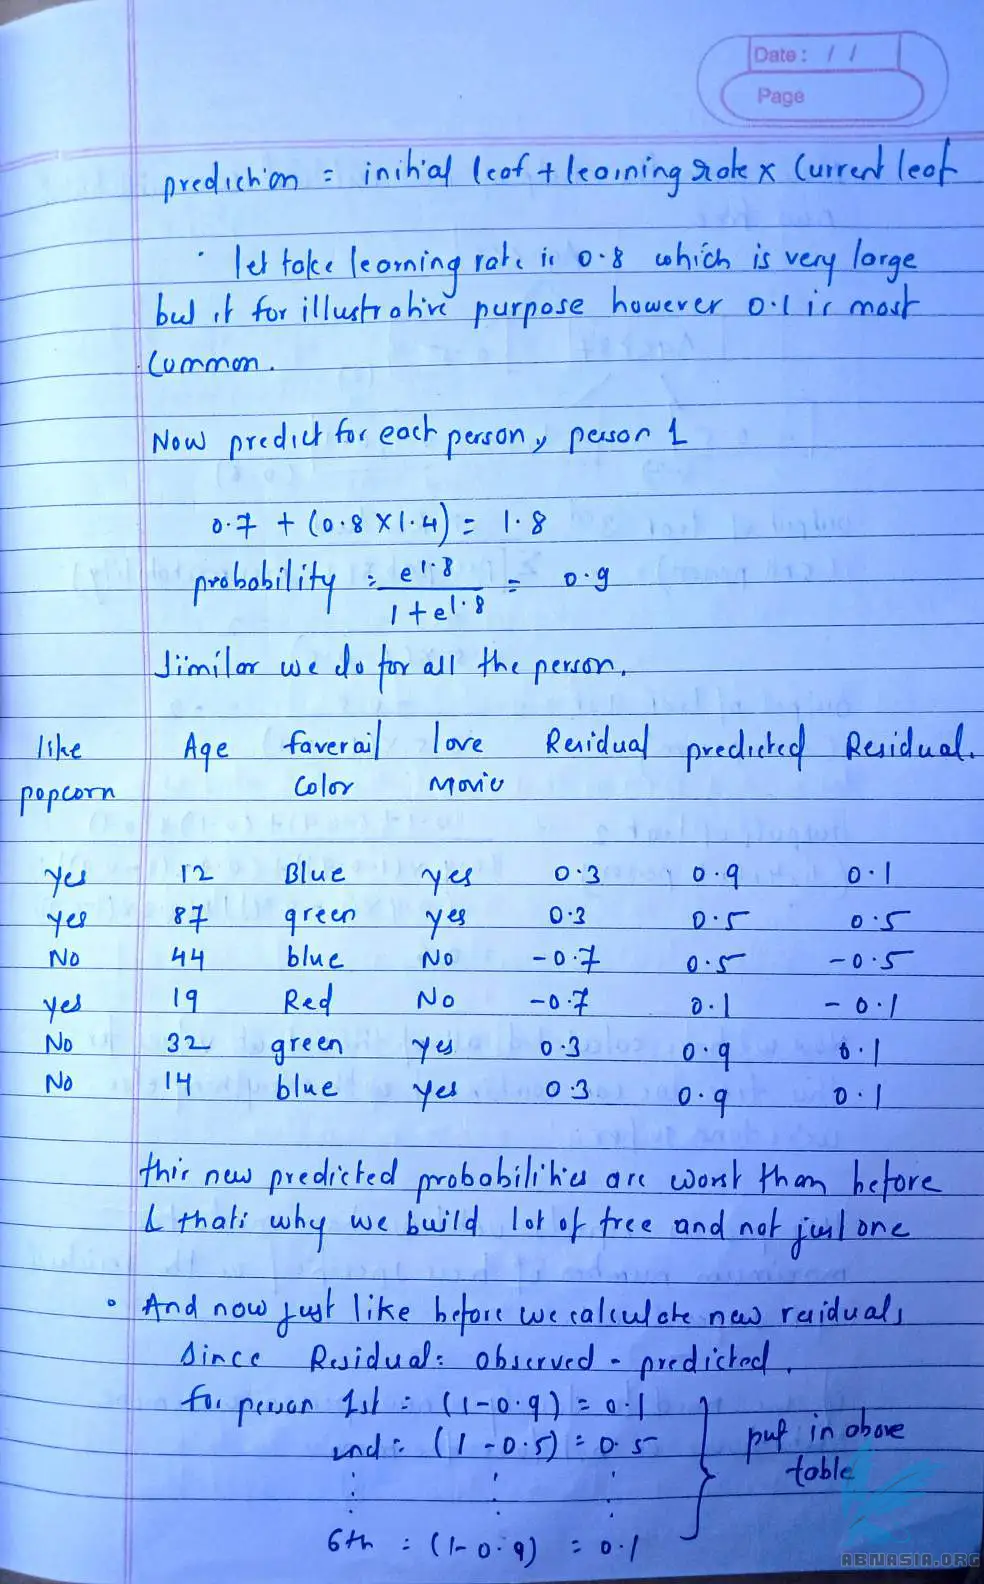 Date: / /
Page
prediction = initial leaf + learning rate x Current leaf
• let take learning rate is 0.8 which is very large
but it for illustrative purpose however 0.1 is most
Common.
Now predict for each person, person 1
0.7 + (0.8 x 1.4) = 1.8
probability = e^1.8 / 1 + e^1.8 = 0.9
Similar we do for all the person.
like popcorn Age faverait Color love Movie Residual predicted Residual.
yes 12 Blue yes 0.3 0.9 0.1
yes 87 green yes 0.3 0.5 0.5
No 44 blue No -0.7 0.5 -0.5
yes 19 Red No -0.7 0.1 -0.1
No 32 green yes 0.3 0.9 0.1
No 14 blue yes 0.3 0.9 0.1
this new predicted probabilities are worst than before
& thats why we build lot of tree and not just one
• And now just like before we calculate new residuals
Since Residual = observed - predicted.
for person 1st = (1-0.9) = 0.1
2nd = (1-0.5) = 0.5
6th = (1-0.9) = 0.1
put in above
table
ABNASIA.ORG